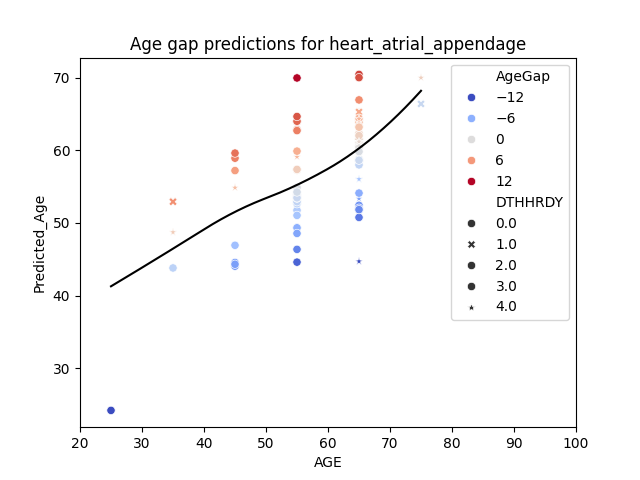 Age gap predictions for heart_atrial_appendage
AgeGap
−12
−6
0
6
12
DTHHRDY
0.0
1.0
2.0
3.0
4.0
Predicted_Age
70
60
50
40
30
20 30 40 50 60 70 80 90 100
AGE